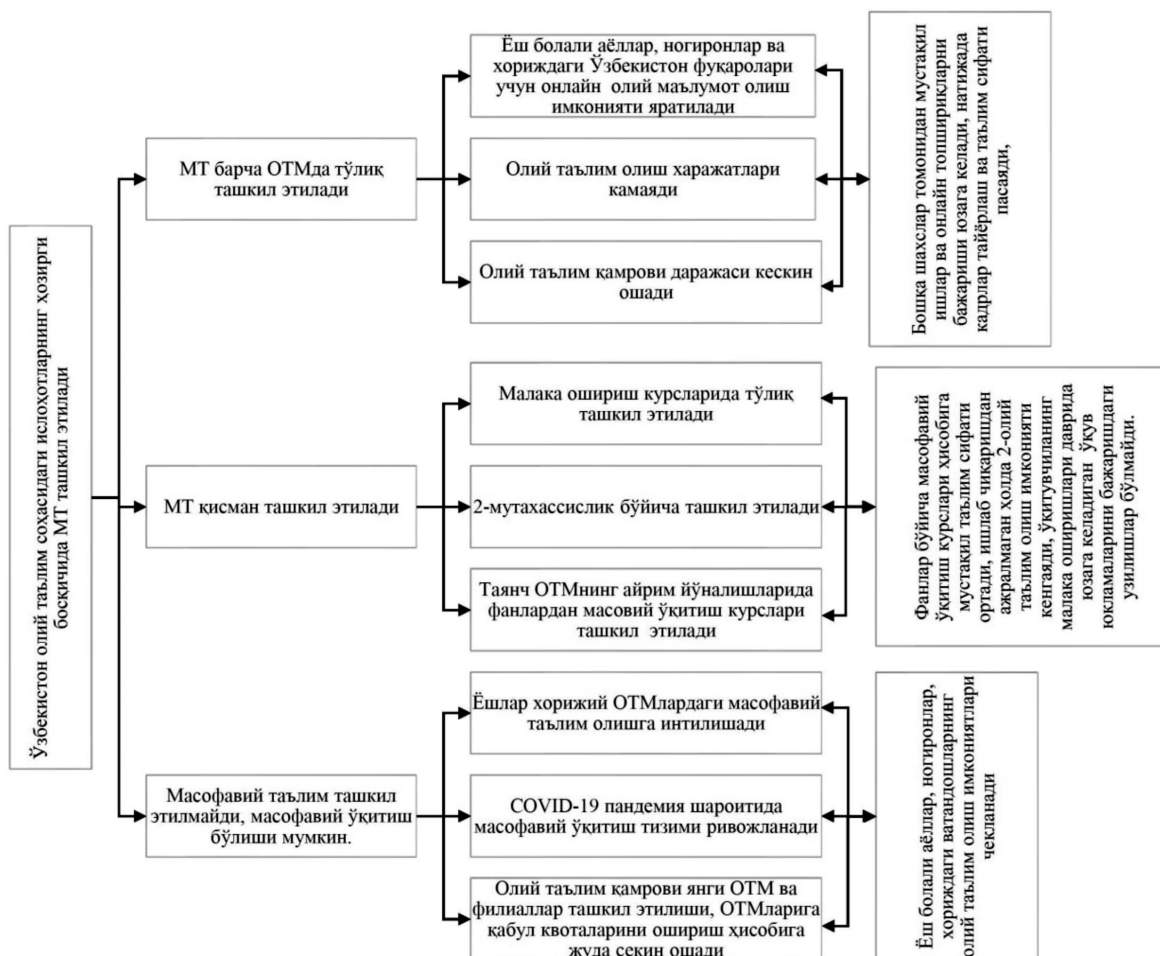 Ўзбекистон олий таълим соҳасидаги ислоҳотларнинг ҳозирги
босқичида МТ ташкил этилади
МТ барча ОТМда тўлиқ
ташкил этилади
Ёш болали аёллар, ногиронлар ва
хориждаги Ўзбекистон фуқаролари
учун онлайн олий маълумот олиш
имконияти яратилади
Олий таълим олиш харажатлари
камаяди
Олий таълим қамрови даражаси кескин
ошади
Бошқа шахслар томонидан мустақил
ишлар ва онлайн топшириқларни
бажариши юзага келади, натижада
кадрлар тайёрлаш ва таълим сифати
пасаяди,
МТ қисман ташкил этилади
Малака ошириш курсларида тўлиқ
ташкил этилади
2-мутахассислик бўйича ташкил этилади
Таянч ОТМнинг айрим йўналишларида
фанлардан масовий ўқитиш курслари
ташкил этилади
Фанлар бўйича масофавий
ўқитиш курслари ҳисобига
мустақил таълим сифати
ортади, ишлаб чиқаришдан
ажралмаган ҳолда 2-олий
таълим олиш имконияти
кенгаяди, ўқитувчиланинг
малака оширишлари даврида
юзага келадиган ўқув
юкламаларини бажаришдаги
узилишлар бўлмайди.
Масофавий таълим ташкил
этилмайди, масофавий ўқитиш
бўлиши мумкин.
Ёшлар хорижий ОТМлардаги масофавий
таълим олишга интилишади
COVID-19 пандемия шароитида
масофавий ўқитиш тизими ривожланади
Олий таълим қамрови янги ОТМ ва
филиаллар ташкил этилиши, ОТМларига
қабул квоталарини ошириш ҳисобига
жуда секин ошади
Ёш болали аёллар, ногиронлар,
хориждаги ватандошларнинг
олий таълим олиш имкониятлари
чекланади